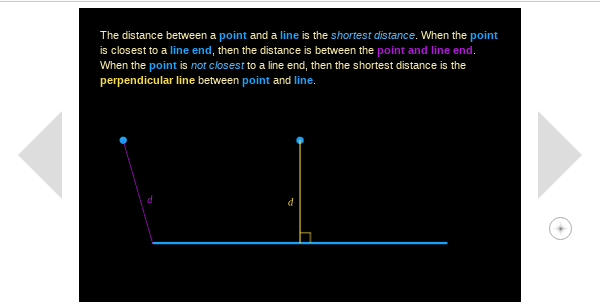 The distance between a point and a line is the shortest distance. When the point
is closest to a line end, then the distance is between the point and line end.
When the point is not closest to a line end, then the shortest distance is the
perpendicular line between point and line.
d
d